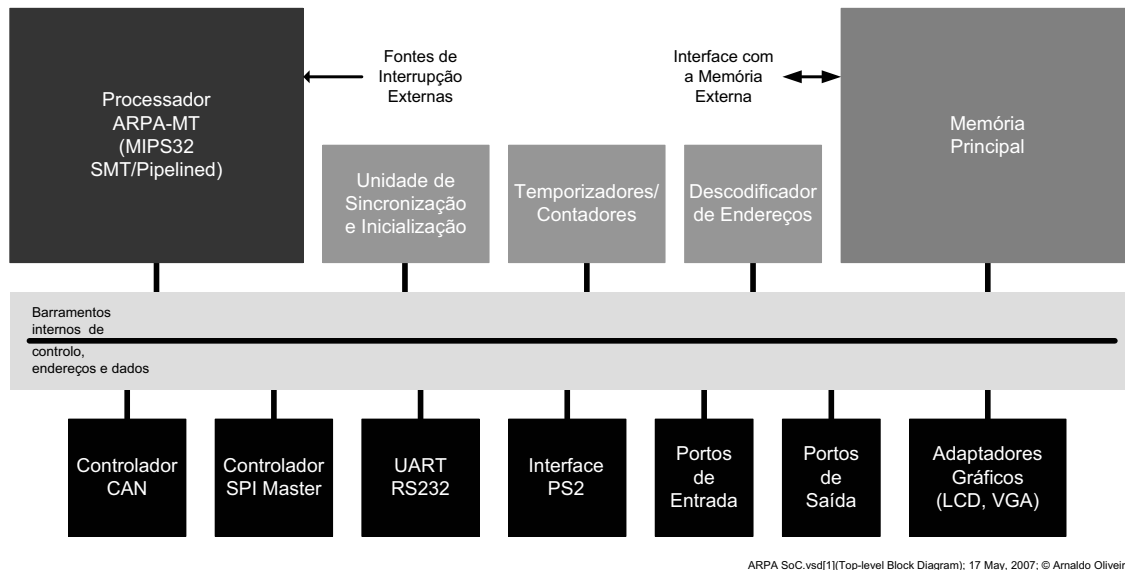 Processador
ARPA-MT
(MIPS32
SMT/Pipelined)
Fontes de
Interrupção
Externas
Interface com
a Memória
Externa
Memória
Principal
Unidade de
Sincronização
e Inicialização
Temporizadores/
Contadores
Descodificador
de Endereços
Barramentos
internos de
controlo,
endereços e dados
Controlador
CAN
Controlador
SPI Master
UART
RS232
Interface
PS2
Portos
de
Entrada
Portos
de
Saída
Adaptadores
Gráficos
(LCD, VGA)
ARPA SoC.vsd[1](Top-level Block Diagram); 17 May, 2007; © Arnaldo Oliveir